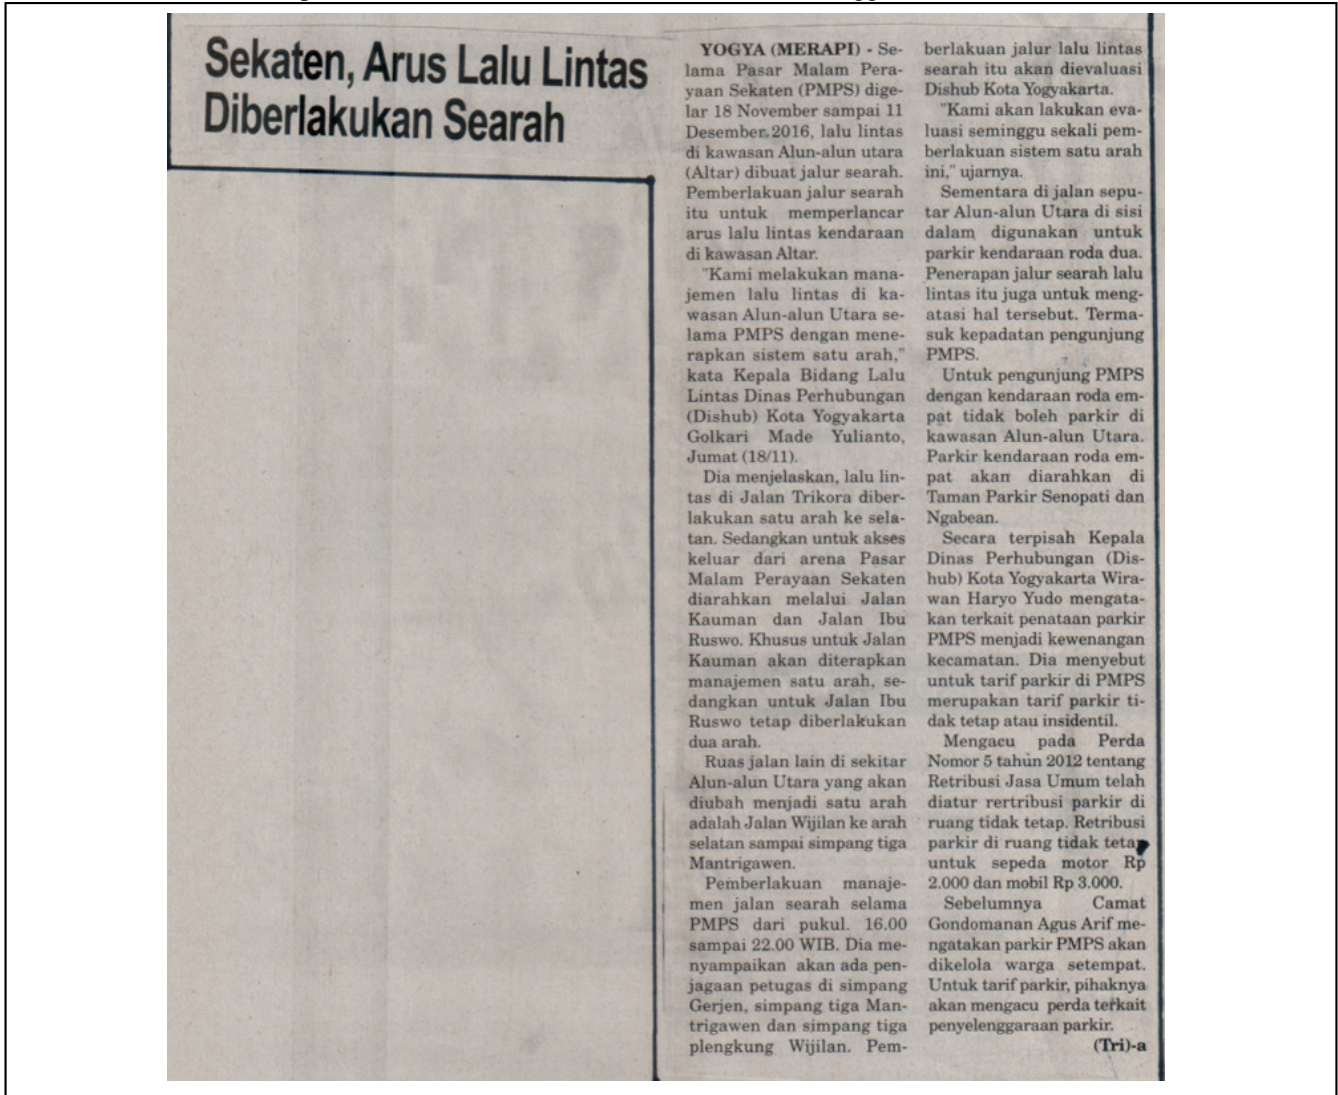 Sekaten, Arus Lalu Lintas
Diberlakukan Searah
YOGYA (MERAPI) - Se-
lama Pasar Malam Pera-
yaan Sekaten (PMPS) dige-
lar 18 November sampai 11
Desember 2016, lalu lintas
di kawasan Alun-alun utara
(Altar) dibuat jalur searah.
Pemberlakuan jalur searah
itu untuk memperlancar
arus lalu lintas kendaraan
di kawasan Altar.
"Kami melakukan mana-
jemen lalu lintas di ka-
wasan Alun-alun Utara se-
lama PMPS dengan mene-
rapkan sistem satu arah,"
kata Kepala Bidang Lalu
Lintas Dinas Perhubungan
(Dishub) Kota Yogyakarta
Golkari Made Yulianto,
Jumat (18/11).
Dia menjelaskan, lalu lin-
tas di Jalan Trikora diber-
lakukan satu arah ke sela-
tan. Sedangkan untuk akses
keluar dari arena Pasar
Malam Perayaan Sekaten
diarahkan melalui Jalan
Kauman dan Jalan Ibu
Ruswo. Khusus untuk Jalan
Kauman akan diterapkan
manajemen satu arah, se-
dangkan untuk Jalan Ibu
Ruswo tetap diberlakukan
dua arah.
Ruas jalan lain di sekitar
Alun-alun Utara yang akan
diubah menjadi satu arah
adalah Jalan Wijilan ke arah
selatan sampai simpang tiga
Mantrigawen.
Pemberlakuan manaje-
men jalan searah selama
PMPS dari pukul. 16.00
sampai 22.00 WIB. Dia me-
nyampaikan akan ada pen-
jagaan petugas di simpang
Gerjen, simpang tiga Man-
trigawen dan simpang tiga
plengkung Wijilan. Pem-
berlakuan jalur lalu lintas
searah itu akan dievaluasi
Dishub Kota Yogyakarta.
"Kami akan lakukan eva-
luasi seminggu sekali pem-
berlakuan sistem satu arah
ini," ujarnya.
Sementara di jalan sepu-
tar Alun-alun Utara di sisi
dalam digunakan untuk
parkir kendaraan roda dua.
Penerapan jalur searah lalu
lintas itu juga untuk meng-
atasi hal tersebut. Terma-
suk kepadatan pengunjung
PMPS.
Untuk pengunjung PMPS
dengan kendaraan roda em-
pat tidak boleh parkir di
kawasan Alun-alun Utara.
Parkir kendaraan roda em-
pat akan diarahkan di
Taman Parkir Senopati dan
Ngabean.
Secara terpisah Kepala
Dinas Perhubungan (Dis-
hub) Kota Yogyakarta Wira-
wan Haryo Yudo mengata-
kan terkait penataan parkir
PMPS menjadi kewenangan
kecamatan. Dia menyebut
untuk tarif parkir di PMPS
merupakan tarif parkir ti-
dak tetap atau insidentil.
Mengacu pada Perda
Nomor 5 tahun 2012 tentang
Retribusi Jasa Umum telah
diatur rertribusi parkir di
ruang tidak tetap. Retribusi
parkir di ruang tidak tetap
untuk sepeda motor Rp
2.000 dan mobil Rp 3.000.
Sebelumnya Camat
Gondomanan Agus Arif me-
ngatakan parkir PMPS akan
dikelola warga setempat.
Untuk tarif parkir, pihaknya
akan mengacu perda terkait
penyelenggaraan parkir.
(Tri)-a